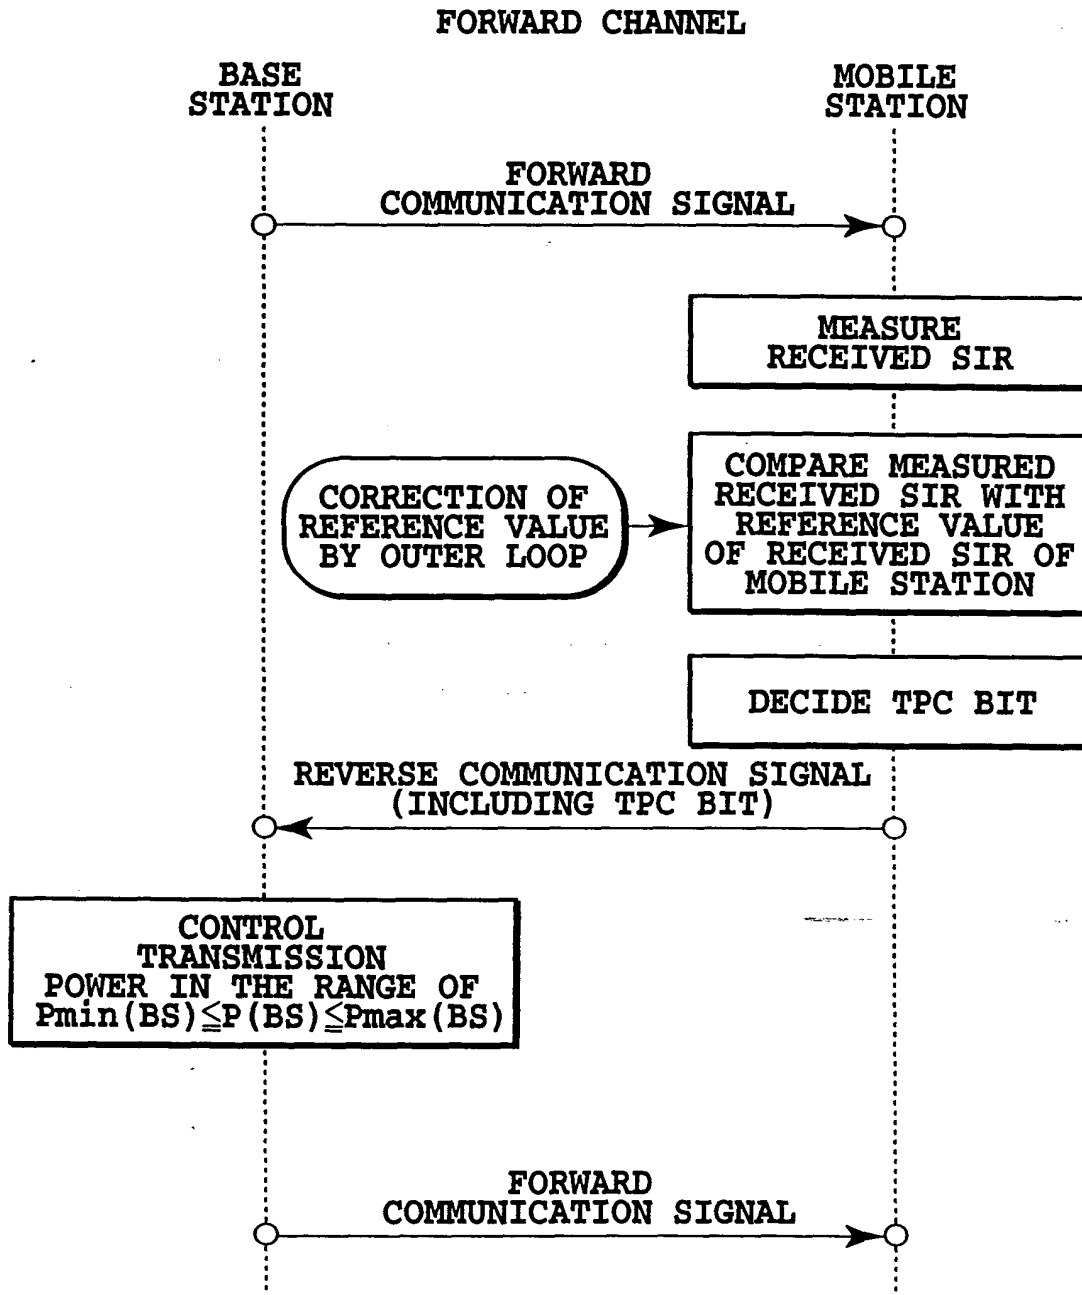 FORWARD CHANNEL
BASE
STATION
MOBILE
STATION
FORWARD
COMMUNICATION SIGNAL
MEASURE
RECEIVED SIR
CORRECTION OF
REFERENCE VALUE
BY OUTER LOOP
COMPARE MEASURED
RECEIVED SIR WITH
REFERENCE VALUE
OF RECEIVED SIR OF
MOBILE STATION
DECIDE TPC BIT
REVERSE COMMUNICATION SIGNAL
(INCLUDING TPC BIT)
CONTROL
TRANSMISSION
POWER IN THE RANGE OF
Pmin(BS)≦P(BS)≦Pmax(BS)
FORWARD
COMMUNICATION SIGNAL